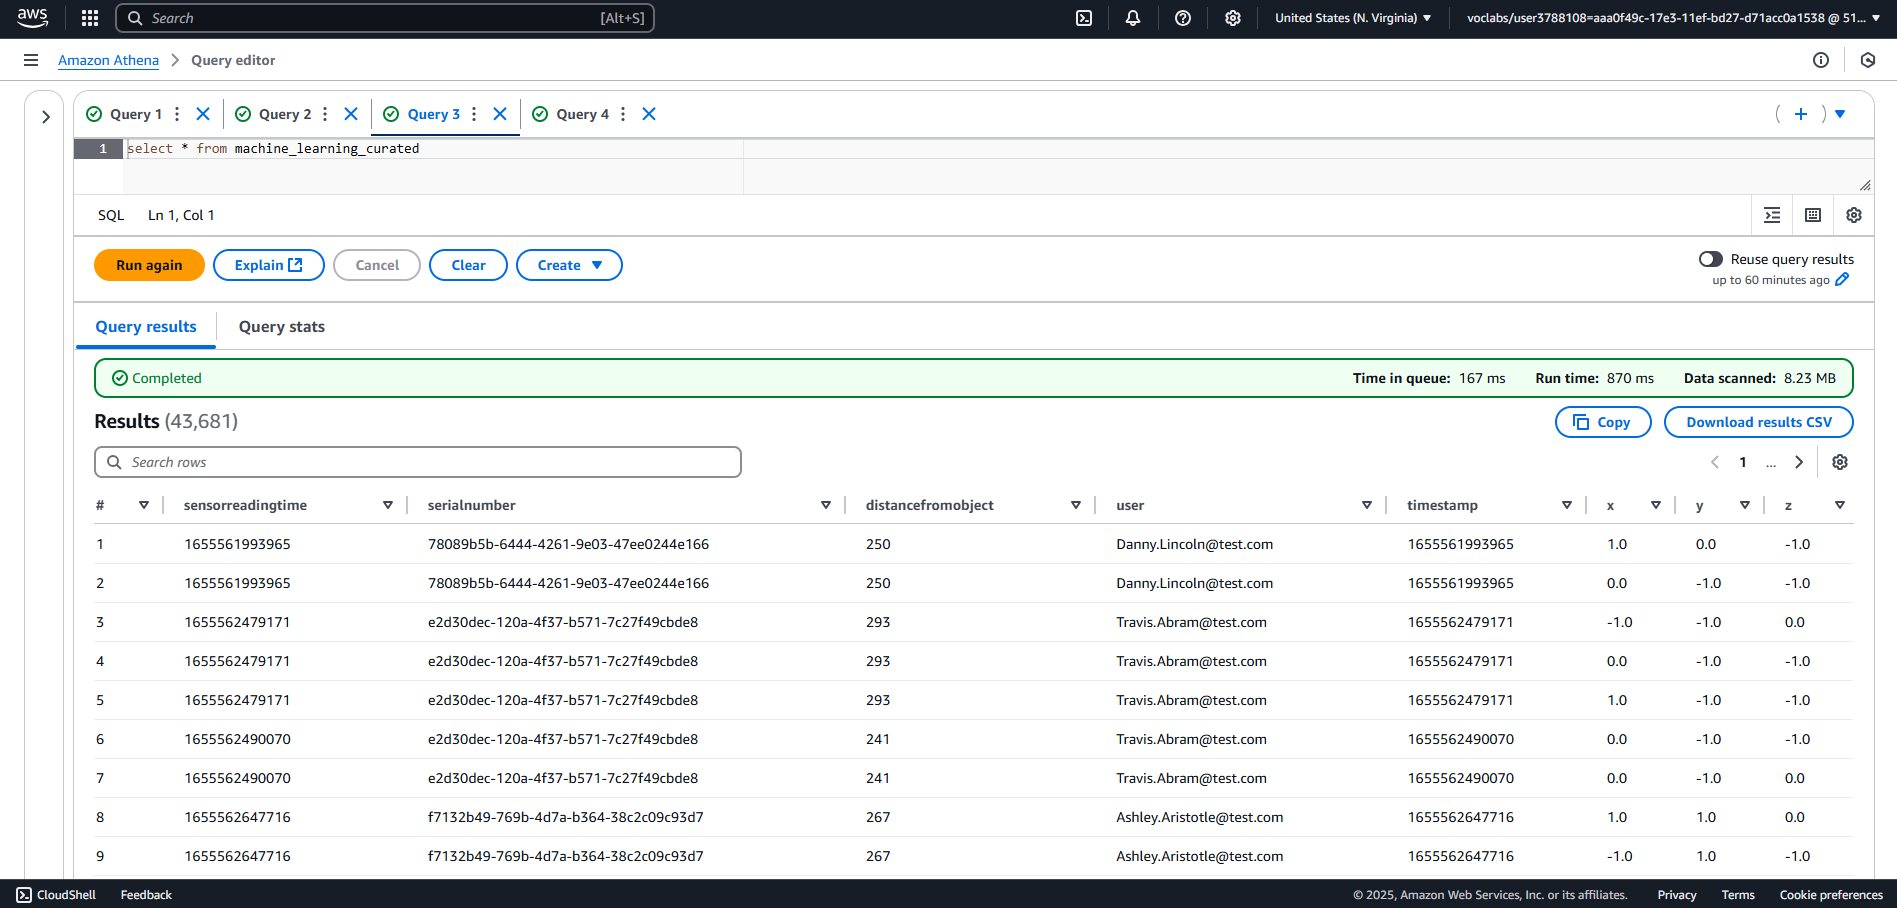 aws Search [Alt+S] United States (N. Virginia) voclabs/user3788108=aaa0f49c-17e3-11ef-bd27-d71acc0a1538 @ 51...
Amazon Athena Query editor
Query 1 Query 2 Query 3 Query 4
1 select * from machine_learning_curated
SQL Ln 1, Col 1
Run again Explain Cancel Clear Create Reuse query results
up to 60 minutes ago
Query results Query stats
Completed Time in queue: 167 ms Run time: 870 ms Data scanned: 8.23 MB
Results (43,681) Copy Download results CSV
Search rows 1 ...
# sensorreadingtime serialnumber distancefromobject user timestamp x y z
1 1655561993965 78089b5b-6444-4261-9e03-47ee0244e166 250 Danny.Lincoln@test.com 1655561993965 1.0 0.0 -1.0
2 1655561993965 78089b5b-6444-4261-9e03-47ee0244e166 250 Danny.Lincoln@test.com 1655561993965 0.0 -1.0 -1.0
3 1655562479171 e2d30dec-120a-4f37-b571-7c27f49cbde8 293 Travis.Abram@test.com 1655562479171 -1.0 -1.0 0.0
4 1655562479171 e2d30dec-120a-4f37-b571-7c27f49cbde8 293 Travis.Abram@test.com 1655562479171 0.0 -1.0 -1.0
5 1655562479171 e2d30dec-120a-4f37-b571-7c27f49cbde8 293 Travis.Abram@test.com 1655562479171 1.0 -1.0 -1.0
6 1655562490070 e2d30dec-120a-4f37-b571-7c27f49cbde8 241 Travis.Abram@test.com 1655562490070 0.0 -1.0 -1.0
7 1655562490070 e2d30dec-120a-4f37-b571-7c27f49cbde8 241 Travis.Abram@test.com 1655562490070 0.0 -1.0 0.0
8 1655562647716 f7132b49-769b-4d7a-b364-38c2c09c93d7 267 Ashley.Aristotle@test.com 1655562647716 1.0 1.0 0.0
9 1655562647716 f7132b49-769b-4d7a-b364-38c2c09c93d7 267 Ashley.Aristotle@test.com 1655562647716 -1.0 1.0 -1.0
CloudShell Feedback © 2025, Amazon Web Services, Inc. or its affiliates. Privacy Terms Cookie preferences